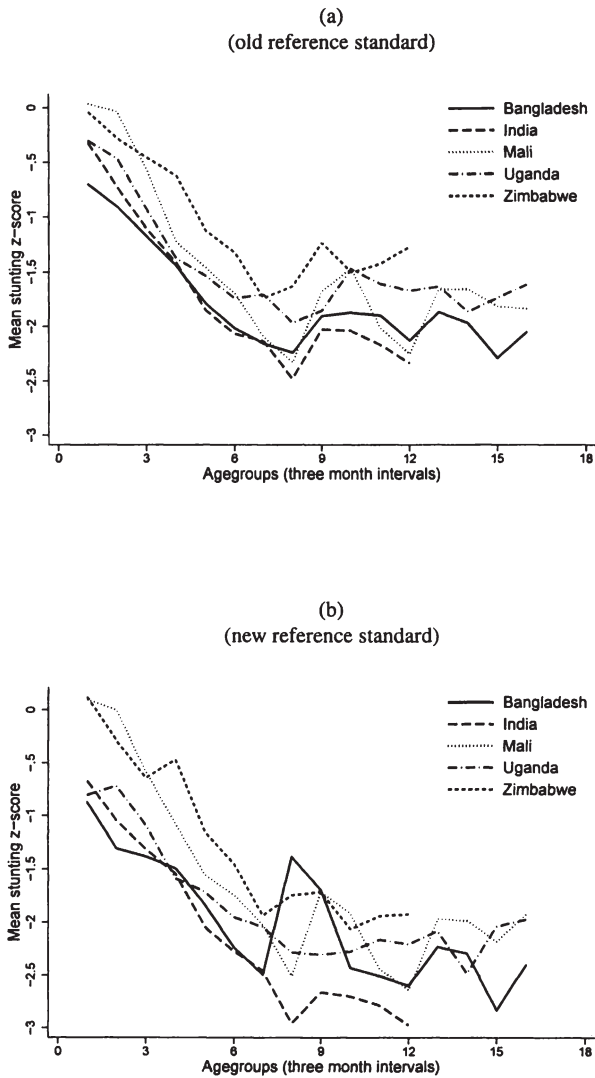 (a)
(old reference standard)
Bangladesh
India
Mali
Uganda
Zimbabwe
0
-.5
-1
-1.5
-2
-2.5
-3
Mean stunting z-score
0 3 6 9 12 15 18
Agegroups (three month intervals)
(b)
(new reference standard)
Bangladesh
India
Mali
Uganda
Zimbabwe
0
-.5
-1
-1.5
-2
-2.5
-3
Mean stunting z-score
0 3 6 9 12 15 18
Agegroups (three month intervals)